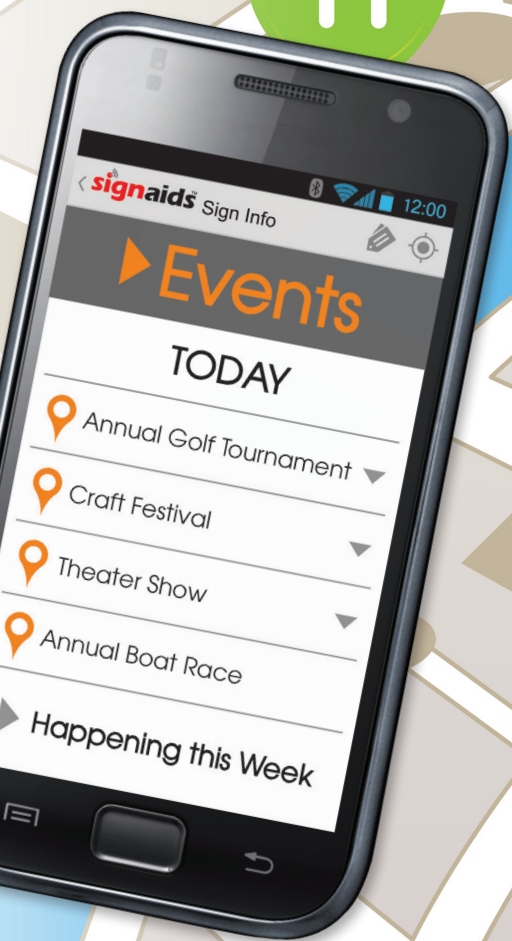 12:00
signaids™ Sign Info
Events
TODAY
Annual Golf Tournament
Craft Festival
Theater Show
Annual Boat Race
Happening this Week